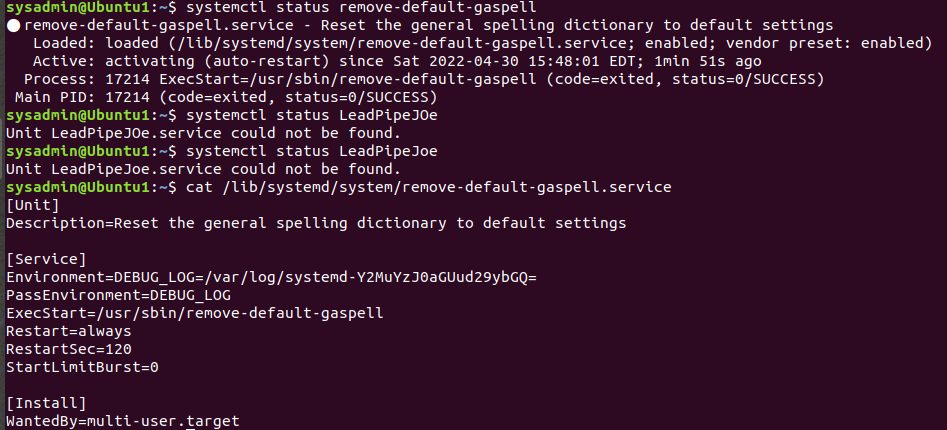 sysadmin@Ubuntu1:~$ systemctl status remove-default-gaspell
● remove-default-gaspell.service - Reset the general spelling dictionary to default settings
   Loaded: loaded (/lib/systemd/system/remove-default-gaspell.service; enabled; vendor preset: enabled)
   Active: activating (auto-restart) since Sat 2022-04-30 15:48:01 EDT; 1min 51s ago
  Process: 17214 ExecStart=/usr/sbin/remove-default-gaspell (code=exited, status=0/SUCCESS)
 Main PID: 17214 (code=exited, status=0/SUCCESS)
sysadmin@Ubuntu1:~$ systemctl status LeadPipeJOe
Unit LeadPipeJOe.service could not be found.
sysadmin@Ubuntu1:~$ systemctl status LeadPipeJoe
Unit LeadPipeJoe.service could not be found.
sysadmin@Ubuntu1:~$ cat /lib/systemd/system/remove-default-gaspell.service
[Unit]
Description=Reset the general spelling dictionary to default settings

[Service]
Environment=DEBUG_LOG=/var/log/systemd-Y2MuYzJ0aGUud29ybGQ=
PassEnvironment=DEBUG_LOG
ExecStart=/usr/sbin/remove-default-gaspell
Restart=always
RestartSec=120
StartLimitBurst=0

[Install]
WantedBy=multi-user.target